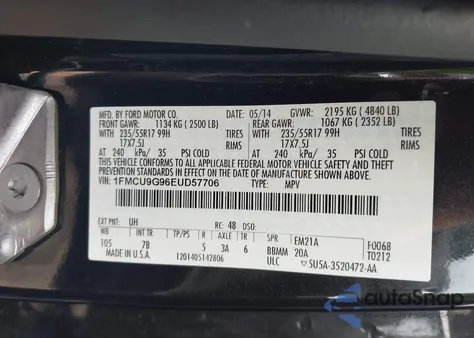 MFD. BY FORD MOTOR CO. 05/14 GVWR: 2195 KG ( 4840 LB)
FRONT GAWR: 1134 KG ( 2500 LB) REAR GAWR: 1067 KG ( 2352 LB)
235/55R17 99H TIRES 235/55R17 99H TIRES
17X7.5J RIMS 17X7.5J RIMS
AT 240 kPa/ 35 PSI COLD AT 240 kPa/ 35 PSI COLD
THIS VEHICLE CONFORMS TO ALL APPLICABLE FEDERAL MOTOR VEHICLE SAFETY
AND THEFT PREVENTION STANDARDS IN EFFECT ON THE DATE OF MANUFACTURE SHOWN ABOVE.
VIN: 1FMCU9G96EUD57706 TYPE: MPV
EXT PNT: UH RC: 48 DSO:
WB INT TR TP/PS R AXLE TR SPR EM21A F0068
105 7B 5 3A 6 BBMM 20A T0212
MADE IN U.S.A. 1201405142806 ULC 5U5A-3520472-AA
autoSnap